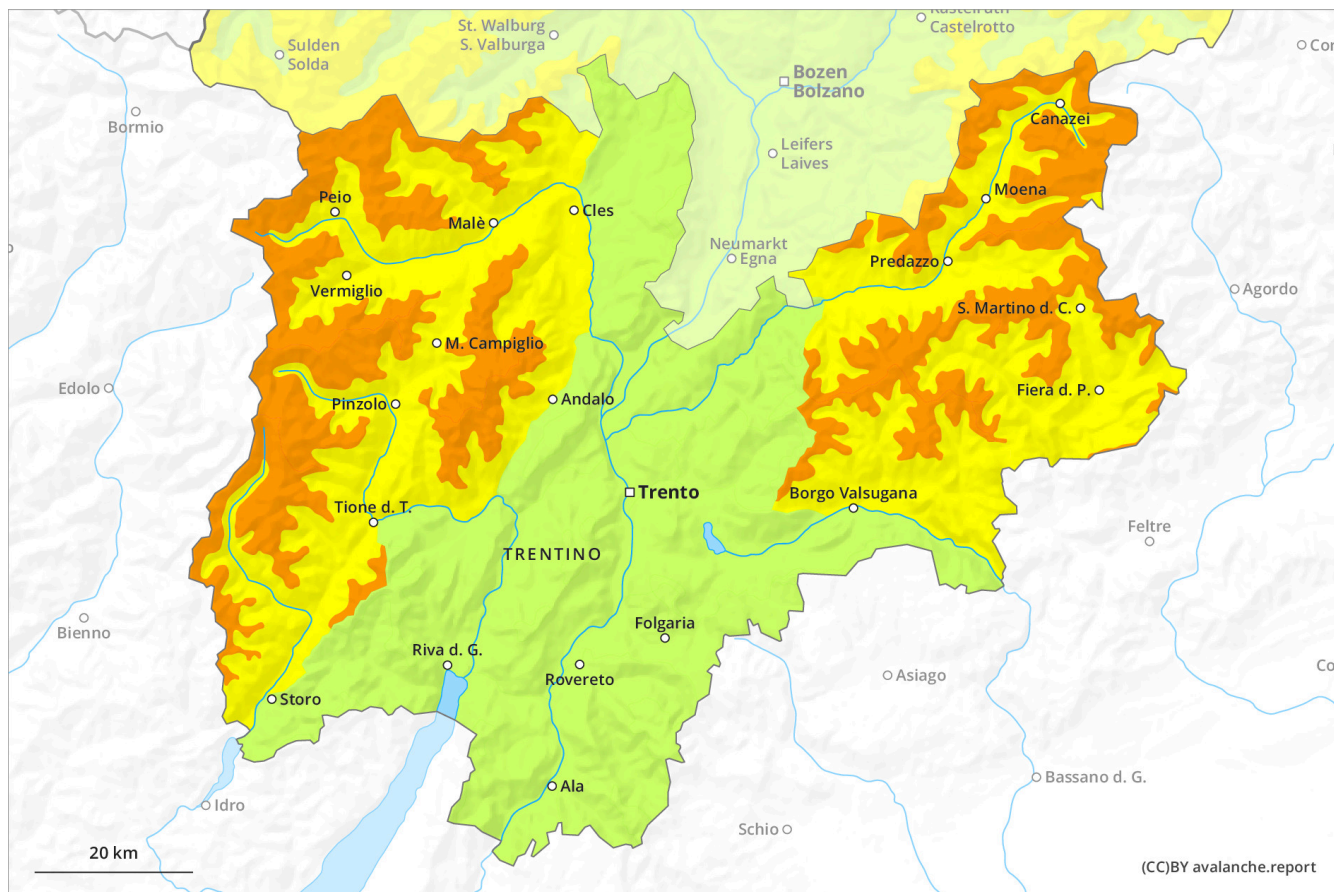 Kastelruth
Castelrotto
St. Walburg
S. Valburga
Sulden
Solda
Cor
Bozen
Bolzano
Bormio
Canazei
Leifers
Laives
Peio
Moena
Malè
Cles
Neumarkt
Egna
Predazzo
Vermiglio
Agordo
S. Martino d. C.
M. Campiglio
Edolo
Pinzolo
Andalo
Fiera d. P.
Trento
Borgo Valsugana
Tione d. T.
Feltre
TRENTINO
Bienno
Folgaria
Riva d. G.
Rovereto
Asiago
Co
Storo
Bassano d. G.
Ala
Idro
Schio
20 km
(CC)BY avalanche.report